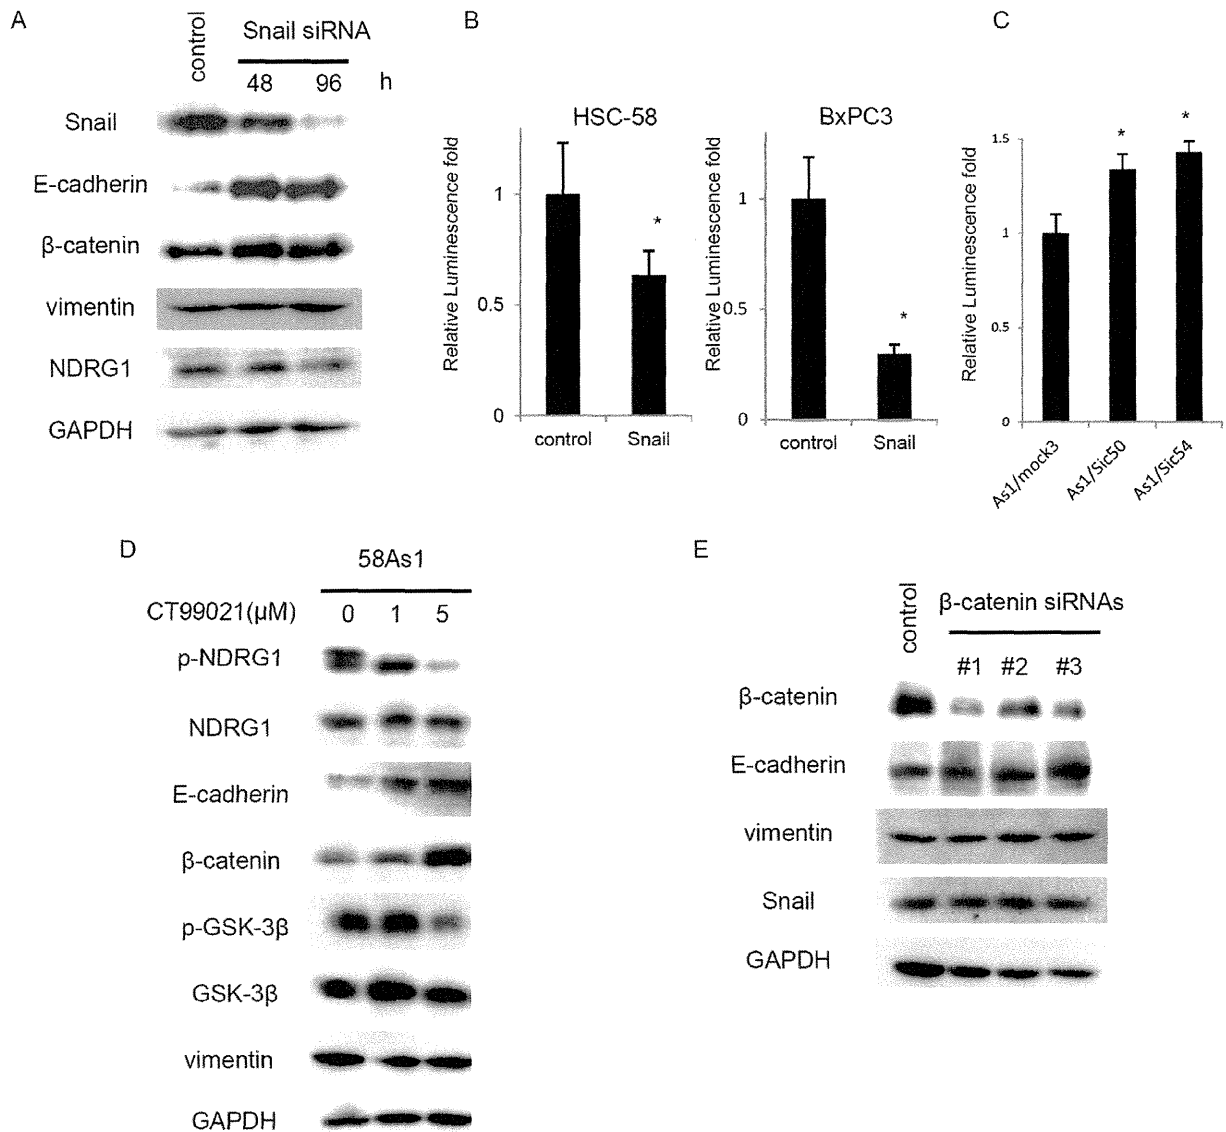 A
control
Snail siRNA
48 96 h
Snail
E-cadherin
β-catenin
vimentin
NDRG1
GAPDH
B
HSC-58
Relative Luminescence fold
1
0.5
0
*
control Snail
BxPC3
Relative Luminescence fold
1
0.5
0
*
control Snail
C
Relative Luminescence fold
1.5
1
0.5
0
* *
As1/mock3 As1/Sic50 As1/Sic54
D
58As1
CT99021(μM) 0 1 5
p-NDRG1
NDRG1
E-cadherin
β-catenin
p-GSK-3β
GSK-3β
vimentin
GAPDH
E
control
β-catenin siRNAs
#1 #2 #3
β-catenin
E-cadherin
vimentin
Snail
GAPDH